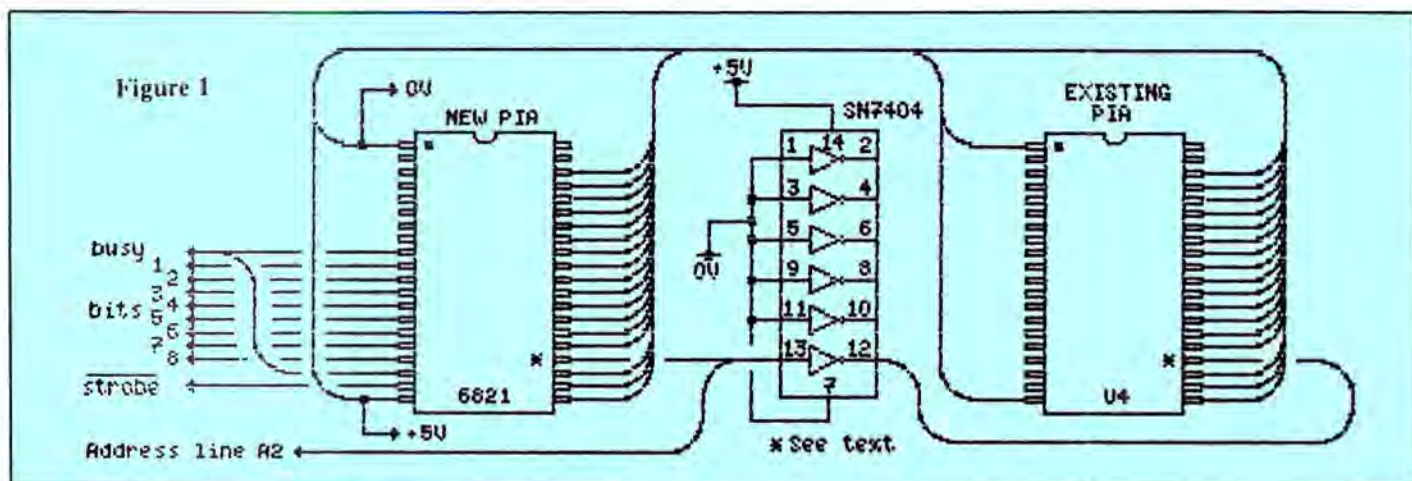 Figure 1
0V
NEW PIA
+5V
SN7404
EXISTING
PIA
1
14
2
3
4
5
6
0V
9
8
11
10
13
12
7
busy
1
2
3
bits
4
5
6
7
8
*
*
strobe
6821
U4
+5V
Address line A2
* See text